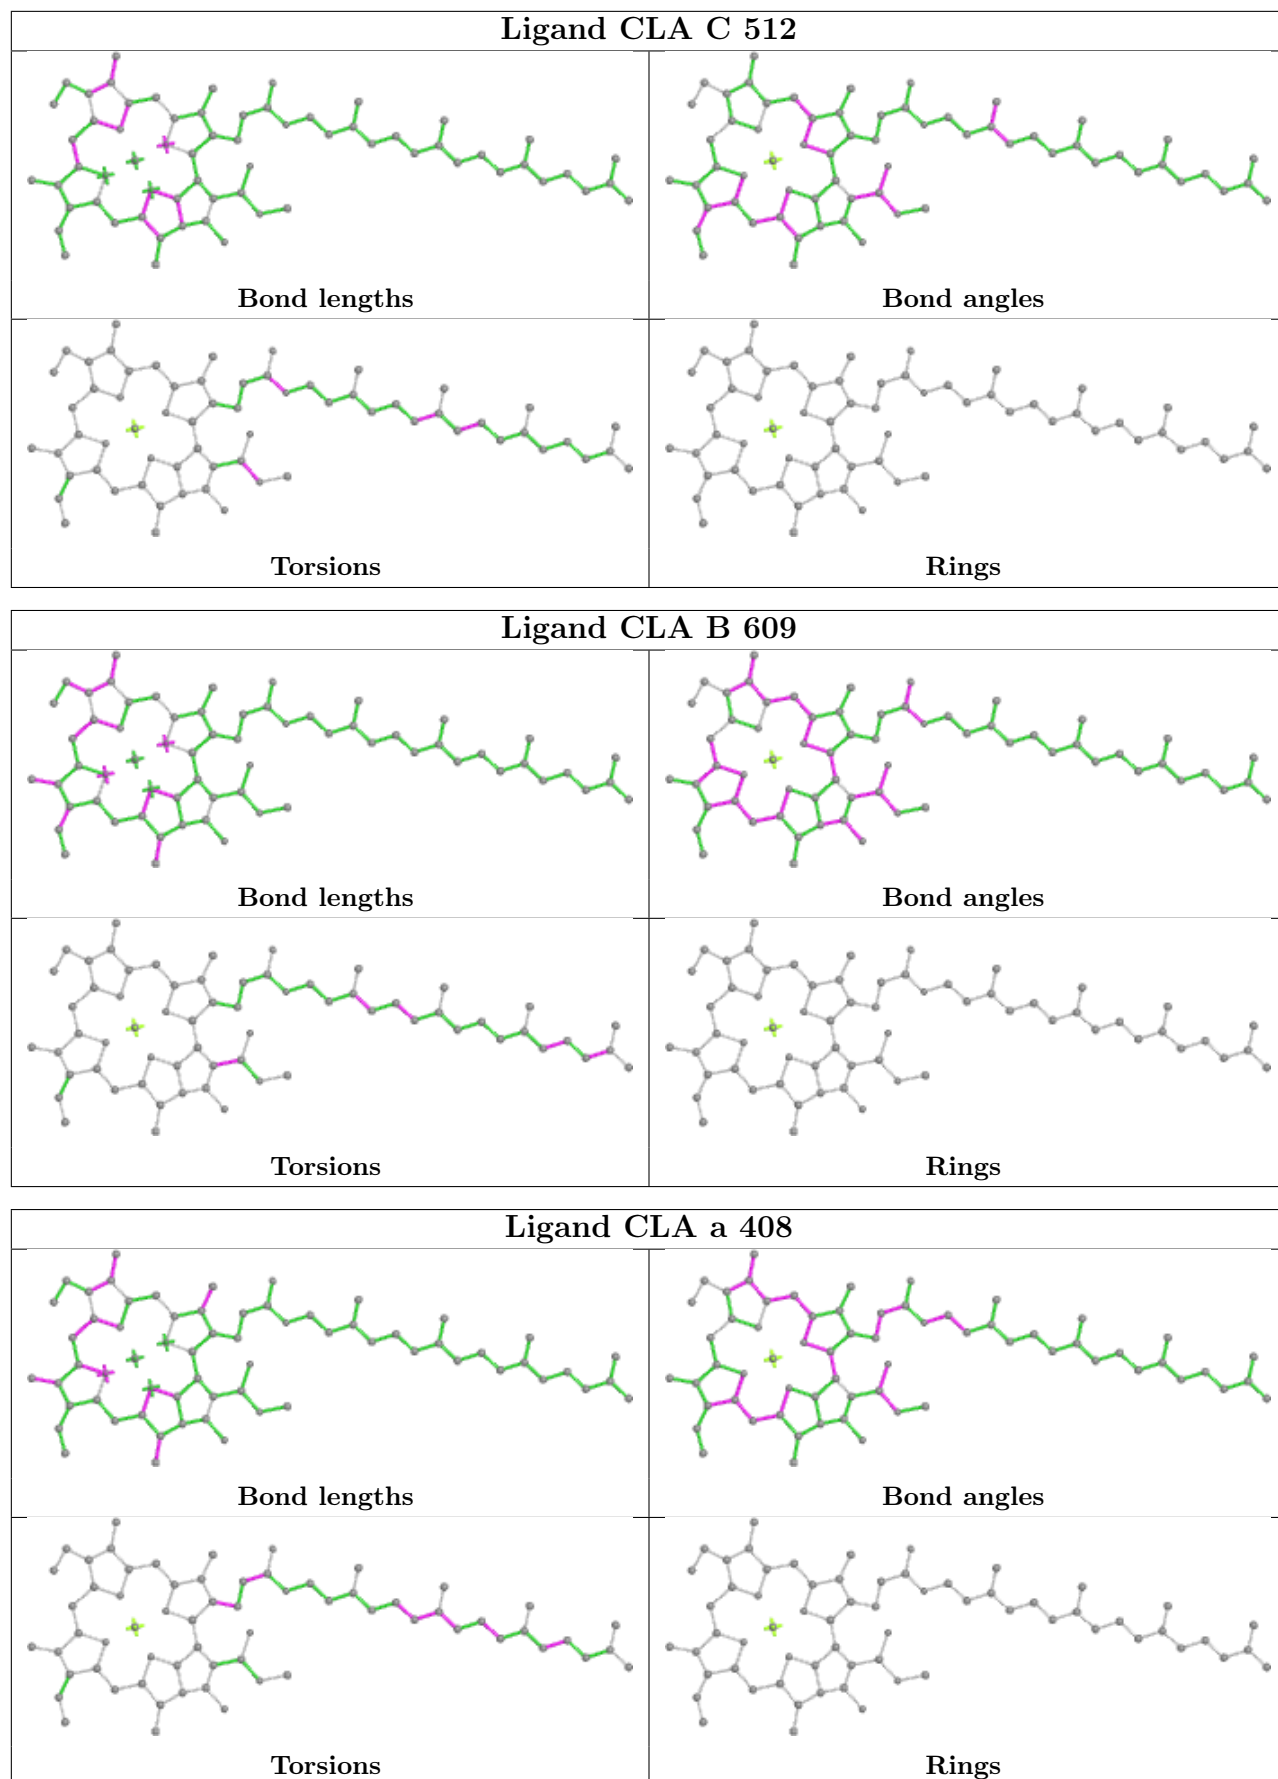 Ligand CLA C 512
Bond lengths
Bond angles
Torsions
Rings
Ligand CLA B 609
Bond lengths
Bond angles
Torsions
Rings
Ligand CLA a 408
Bond lengths
Bond angles
Torsions
Rings